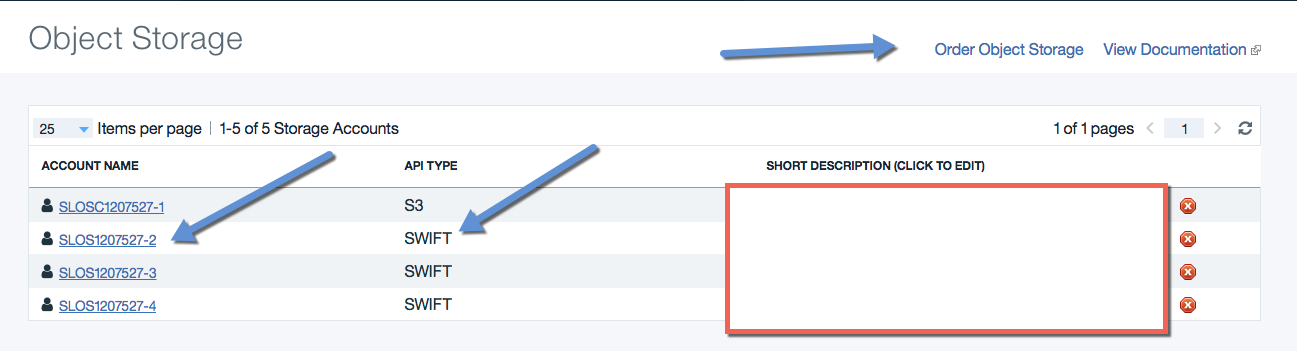 Object Storage
Order Object Storage View Documentation
25 Items per page 1-5 of 5 Storage Accounts 1 of 1 pages 1
ACCOUNT NAME API TYPE SHORT DESCRIPTION (CLICK TO EDIT)
SLOSC1207527-1 S3
SLOS1207527-2 SWIFT
SLOS1207527-3 SWIFT
SLOS1207527-4 SWIFT